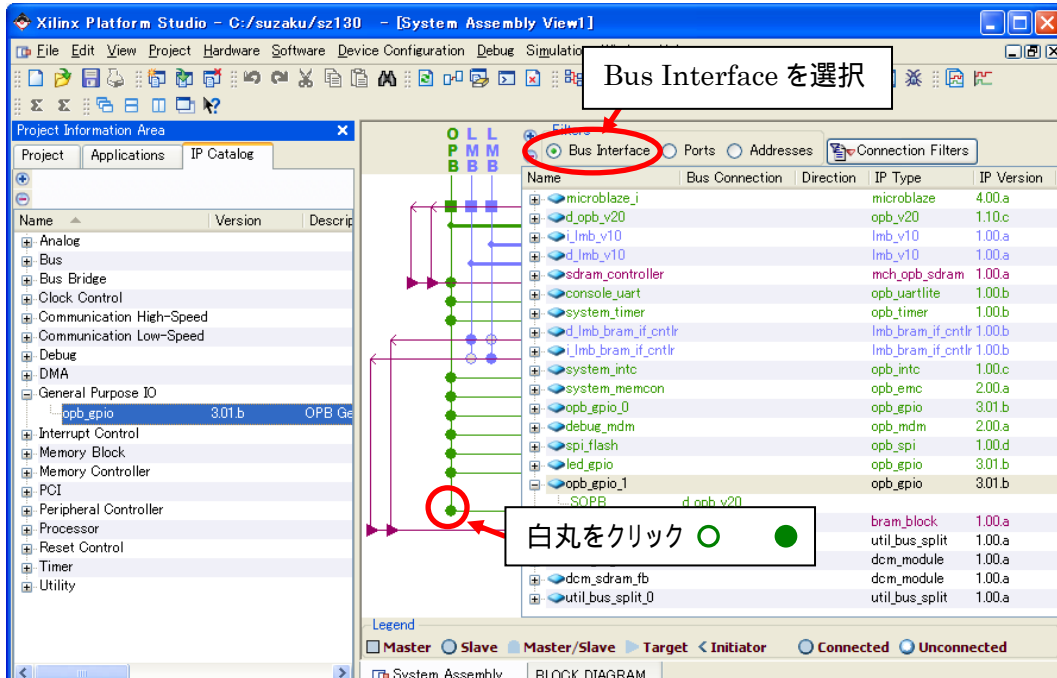 Xilinx Platform Studio - C:/suzaku/sz130 - [System Assembly View1]
File Edit View Project Hardware Software Device Configuration Debug
Bus Interface を選択
Project Information Area
Project Applications IP Catalog
Name Version Descrip
Analog
Bus
Bus Bridge
Clock Control
Communication High-Speed
Communication Low-Speed
Debug
DMA
General Purpose IO
opb_gpio 3.01.b OPB Ge
Interrupt Control
Memory Block
Memory Controller
PCI
Peripheral Controller
Processor
Reset Control
Timer
Utility
OPB LMB LMB
Filters
Bus Interface Ports Addresses Connection Filters
Name Bus Connection Direction IP Type IP Version
microblaze_i microblaze 4.00.a
d_opb_v20 opb_v20 1.10.c
i_lmb_v10 lmb_v10 1.00.a
d_lmb_v10 lmb_v10 1.00.a
sdram_controller mch_opb_sdram 1.00.a
console_uart opb_uartlite 1.00.b
system_timer opb_timer 1.00.b
d_lmb_bram_if_cntlr lmb_bram_if_cntlr 1.00.b
i_lmb_bram_if_cntlr lmb_bram_if_cntlr 1.00.b
system_intc opb_intc 1.00.c
system_memcon opb_emc 2.00.a
opb_gpio_0 opb_gpio 3.01.b
debug_mdm opb_mdm 2.00.a
spi_flash opb_spi 1.00.d
led_gpio opb_gpio 3.01.b
opb_gpio_1 opb_gpio 3.01.b
SOPB d_opb_v20
白丸をクリック
bram_block 1.00.a
util_bus_split 1.00.a
dcm_module 1.00.a
dcm_sdram_fb dcm_module 1.00.a
util_bus_split_0 util_bus_split 1.00.a
Legend
Master Slave Master/Slave Target Initiator Connected Unconnected
System Assembly BLOCK DIAGRAM